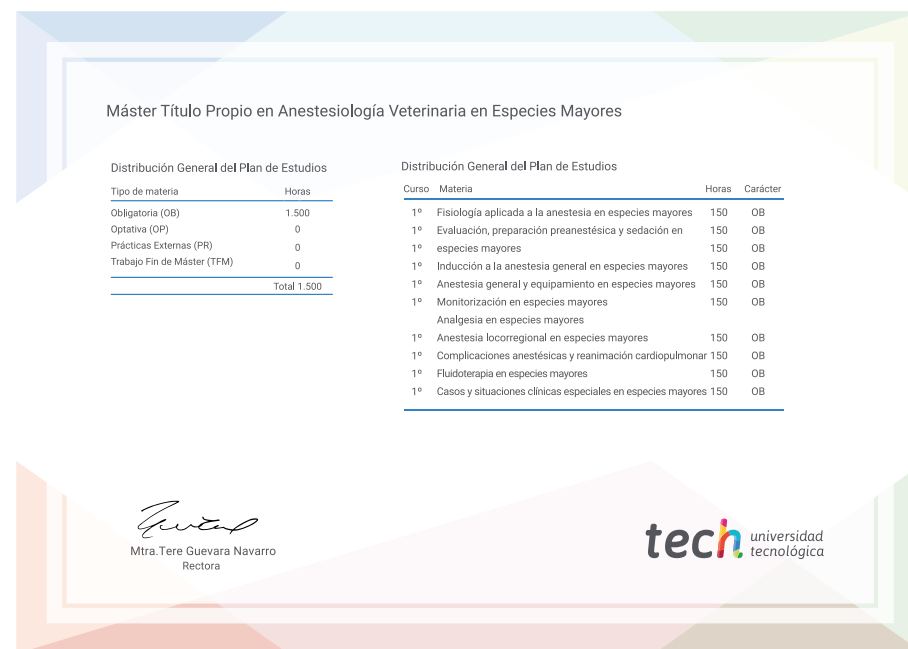 Máster Título Propio en Anestesiología Veterinaria en Especies Mayores
Distribución General del Plan de Estudios
Tipo de materia Horas
Obligatoria (OB) 1.500
Optativa (OP) 0
Prácticas Externas (PR) 0
Trabajo Fin de Máster (TFM) 0
Total 1.500
Distribución General del Plan de Estudios
Curso Materia Horas Carácter
1º Fisiología aplicada a la anestesia en especies mayores 150 OB
1º Evaluación, preparación preanestésica y sedación en 150 OB
1º especies mayores 150 OB
1º Inducción a la anestesia general en especies mayores 150 OB
1º Anestesia general y equipamiento en especies mayores 150 OB
1º Monitorización en especies mayores 150 OB
Analgesia en especies mayores
1º Anestesia locorregional en especies mayores 150 OB
1º Complicaciones anestésicas y reanimación cardiopulmonar 150 OB
1º Fluidoterapia en especies mayores 150 OB
1º Casos y situaciones clínicas especiales en especies mayores 150 OB
Mtra.Tere Guevara Navarro
Rectora
tech universidad
tecnológica